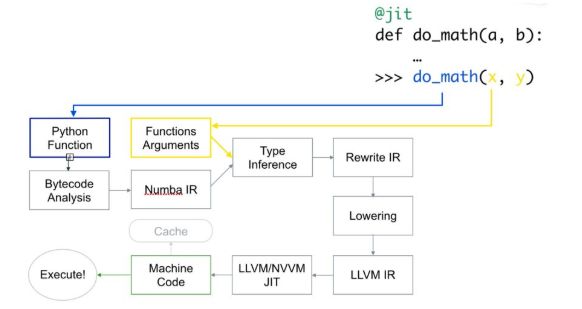 @jit
def do_math(a, b):
…
>>> do_math(x, y)
Python
Function
Functions
Arguments
Type
Inference
Rewrite IR
Bytecode
Analysis
Numba IR
Lowering
Cache
Execute!
Machine
Code
LLVM/NVVM
JIT
LLVM IR